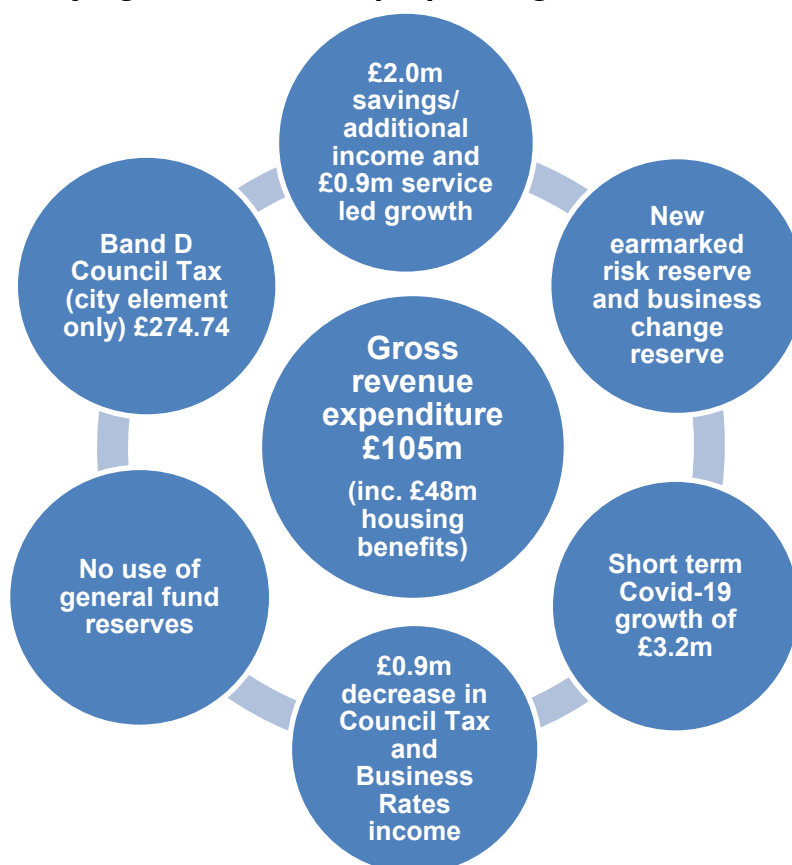 £2.0m
savings/
additional
income and
£0.9m service
led growth
New
earmarked
risk reserve
and business
change
reserve
Short term
Covid-19
growth of
£3.2m
£0.9m
decrease in
Council Tax
and
Business
Rates
income
No use of
general fund
reserves
Band D
Council Tax
(city element
only) £274.74
Gross
revenue
expenditure
£105m
(inc. £48m
housing
benefits)